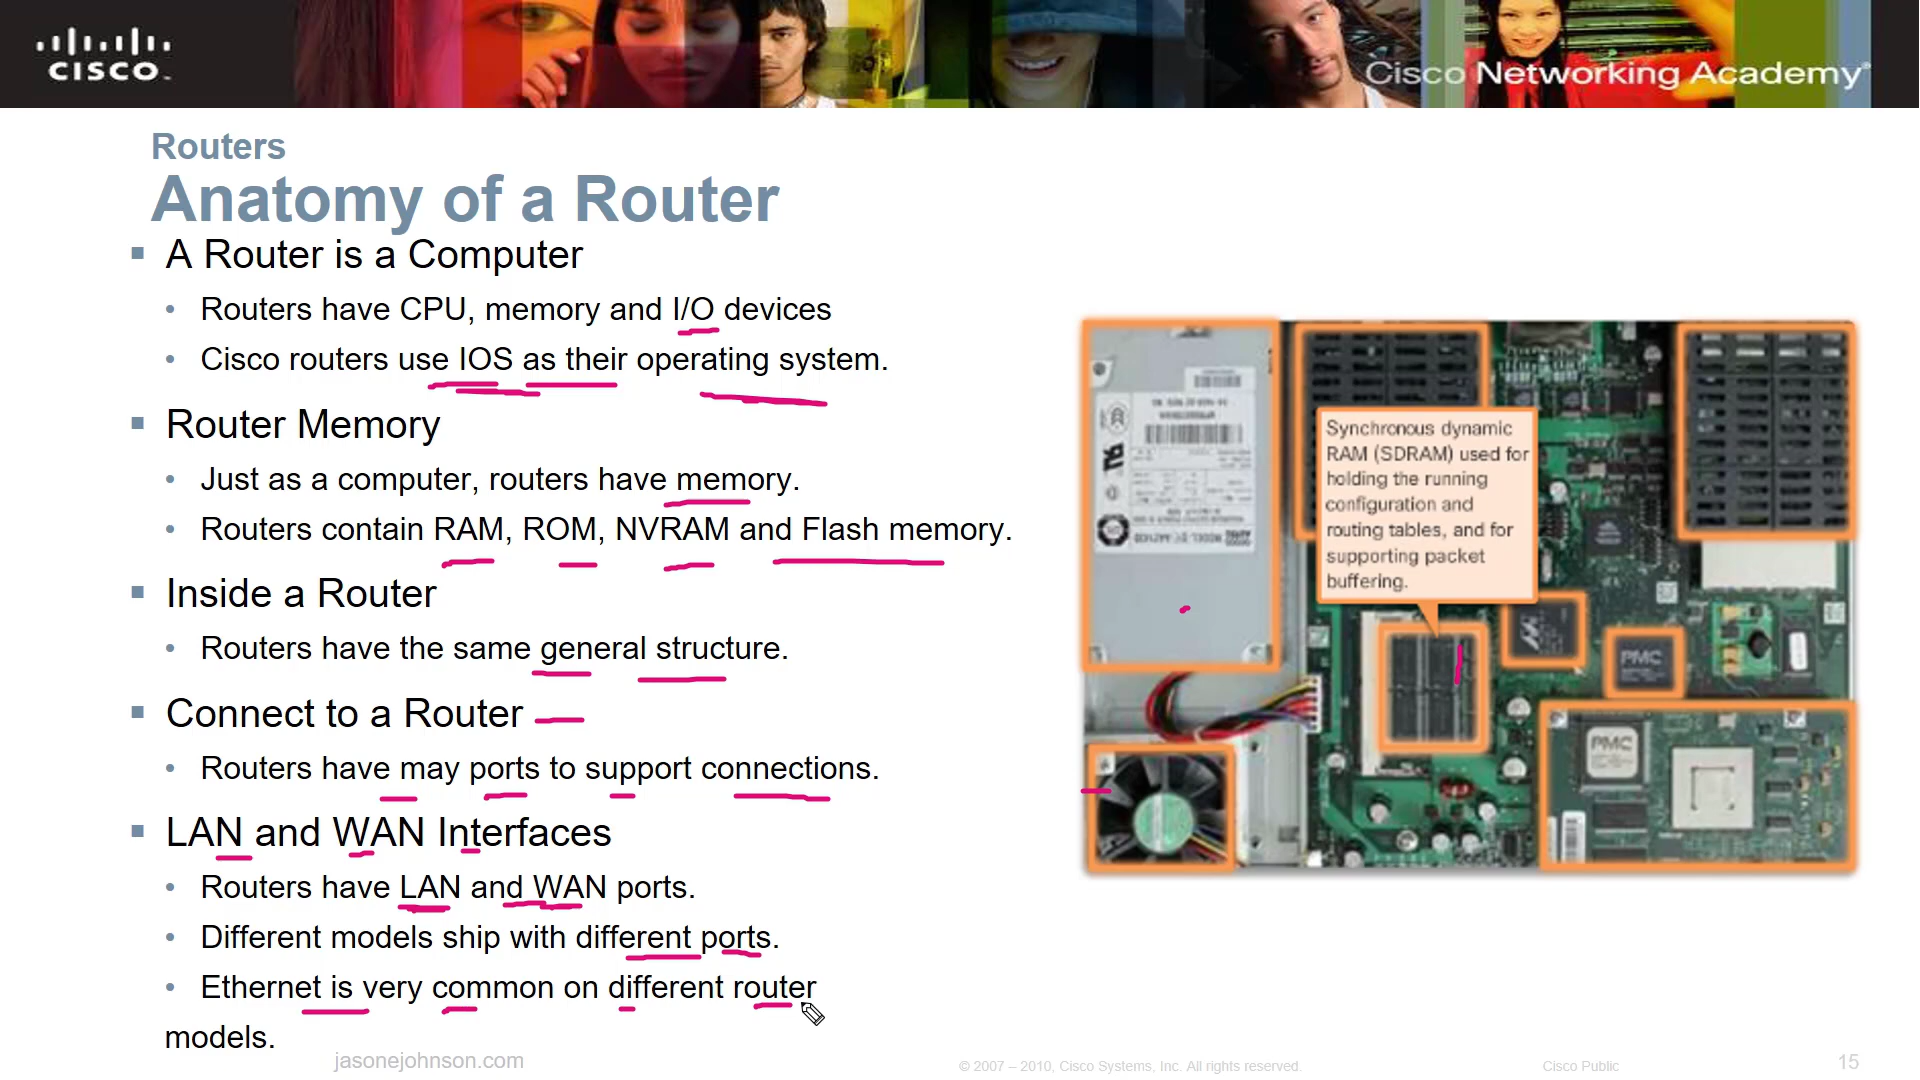 CISCO
Cisco Networking Academy®
Routers
Anatomy of a Router
▪ A Router is a Computer
• Routers have CPU, memory and I/O devices
• Cisco routers use IOS as their operating system.
▪ Router Memory
• Just as a computer, routers have memory.
• Routers contain RAM, ROM, NVRAM and Flash memory.
▪ Inside a Router
• Routers have the same general structure.
▪ Connect to a Router
• Routers have may ports to support connections.
▪ LAN and WAN Interfaces
• Routers have LAN and WAN ports.
• Different models ship with different ports.
• Ethernet is very common on different router
models.
Synchronous dynamic
RAM (SDRAM) used for
holding the running
configuration and
routing tables, and for
supporting packet
buffering.
PMC
PMC
jasonejohnson.com
© 2007 – 2010, Cisco Systems, Inc. All rights reserved.
Cisco Public
15